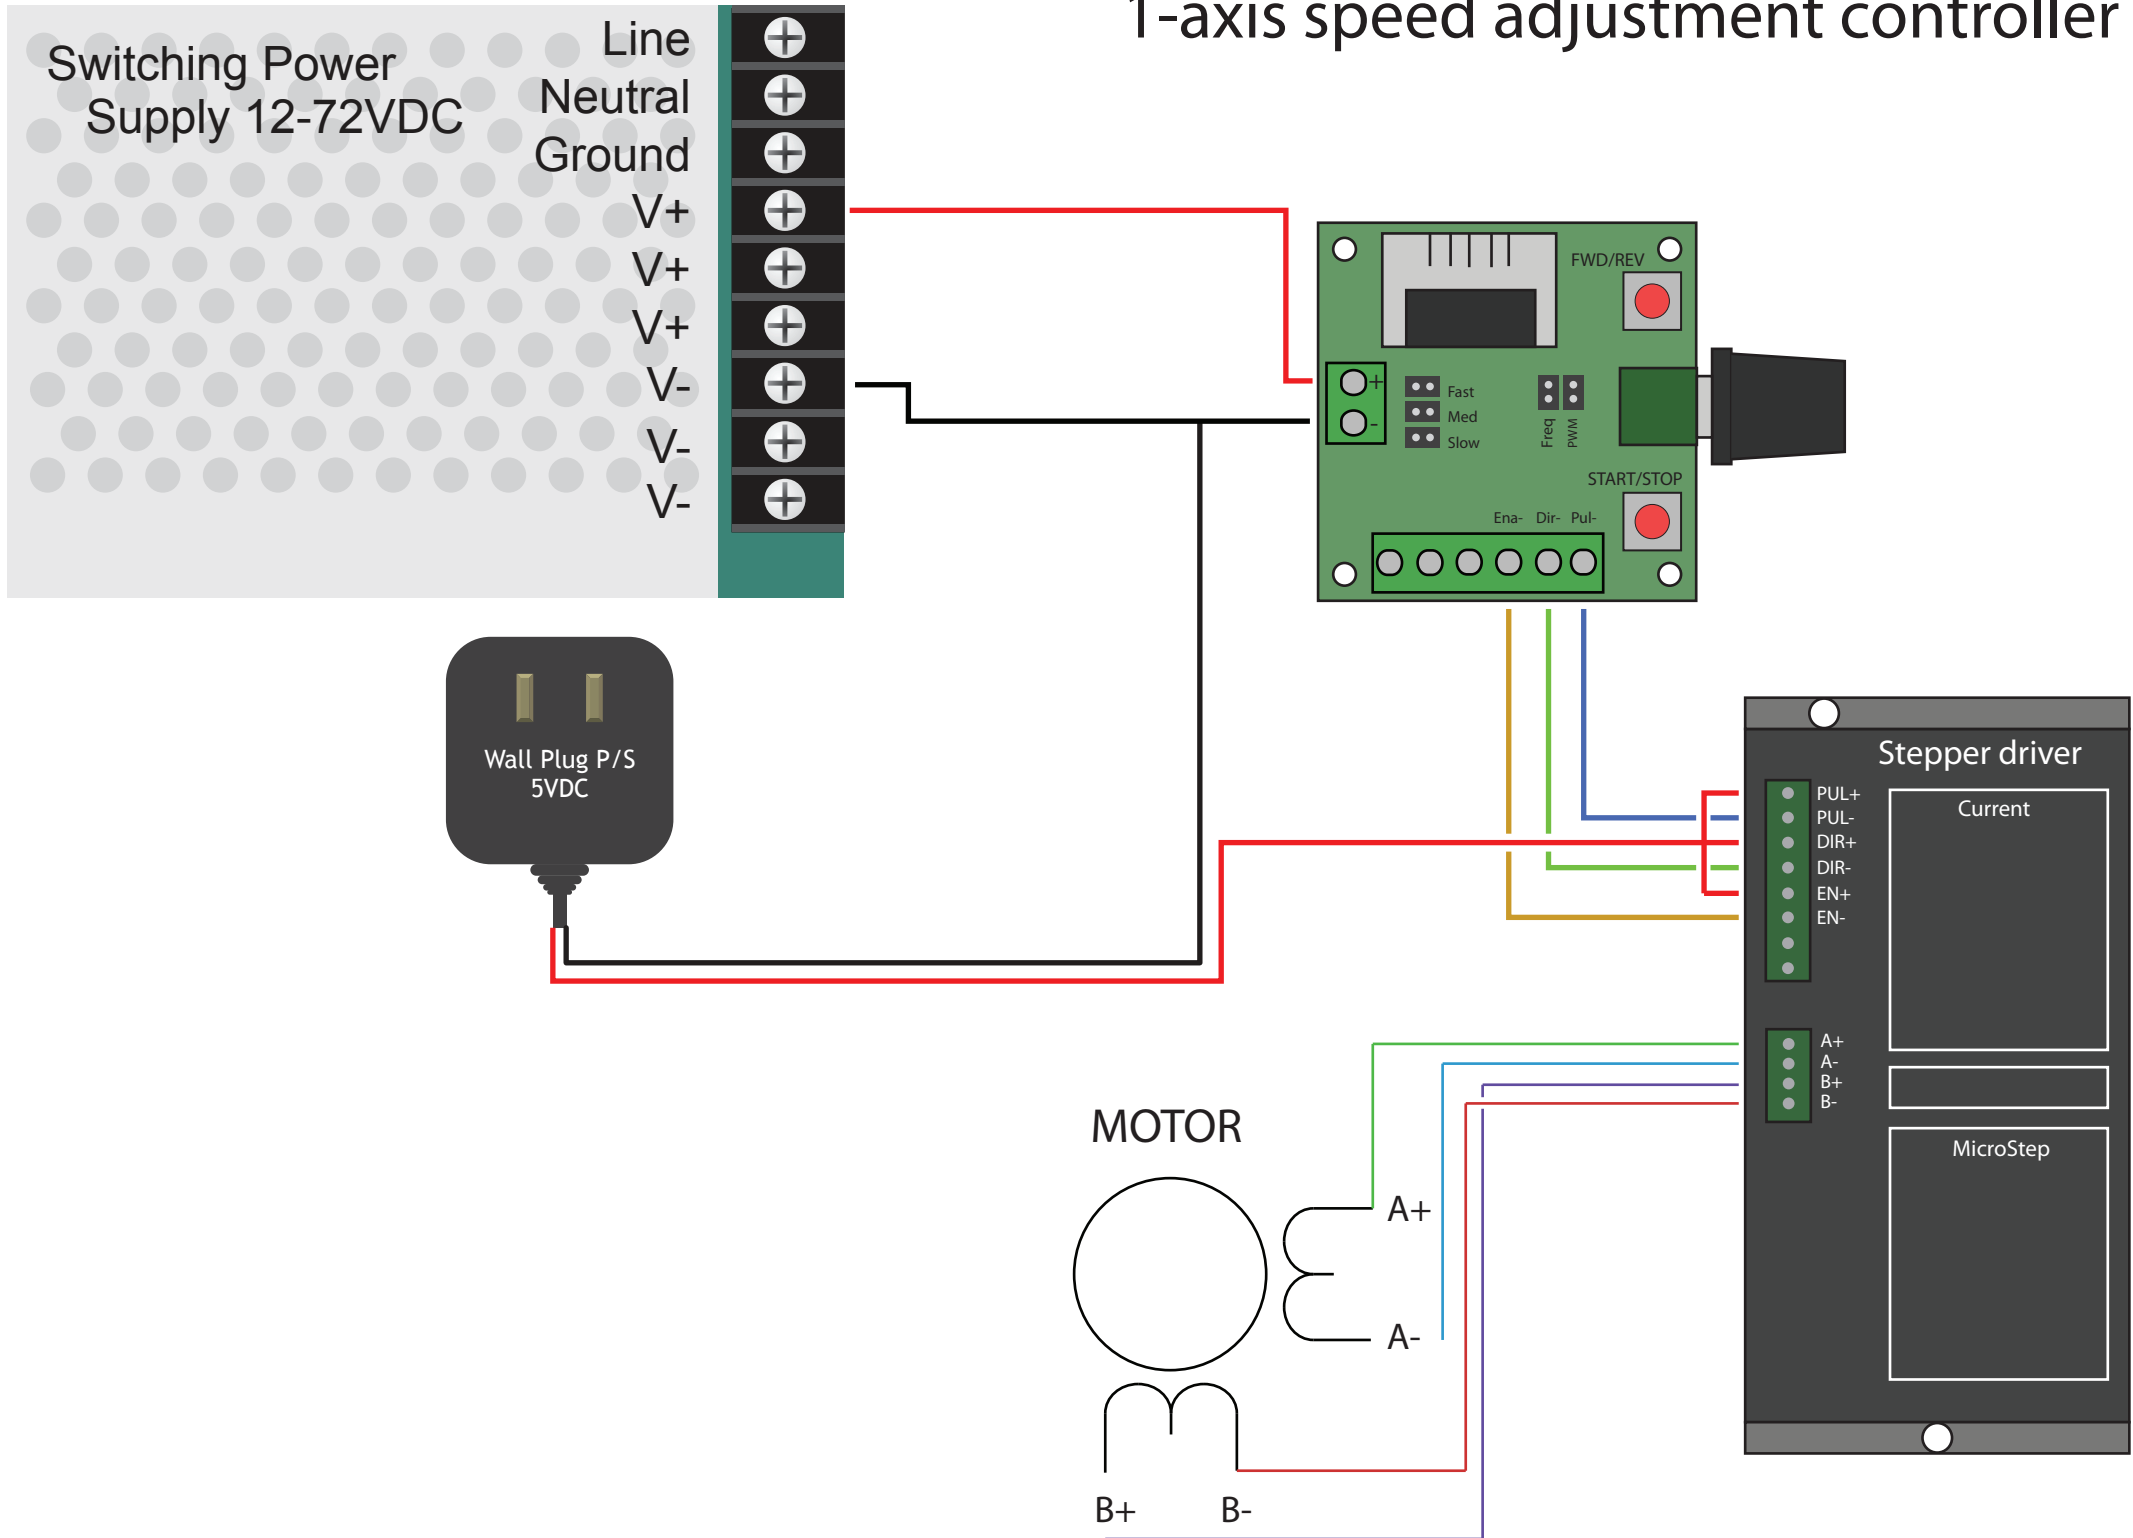 1-axis speed adjustment controller
Switching Power
Supply 12-72VDC
Line
Neutral
Ground
V+
V+
V+
V-
V-
V-
FWD/REV
+
-
Fast
Med
Slow
Freq
PWM
START/STOP
Ena- Dir- Pul-
Wall Plug P/S
5VDC
Stepper driver
PUL+
PUL-
DIR+
DIR-
EN+
EN-
Current
A+
A-
B+
B-
MicroStep
MOTOR
A+
A-
B+ B-